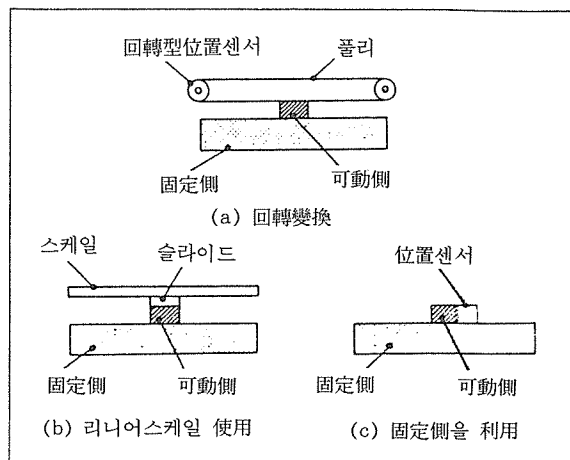 回轉型位置센서 풀리
固定側 可動側
(a) 回轉變換
스케일 슬라이드
固定側 可動側
(b) 리니어스케일 使用
位置센서
固定側 可動側
(c) 固定側을 利用